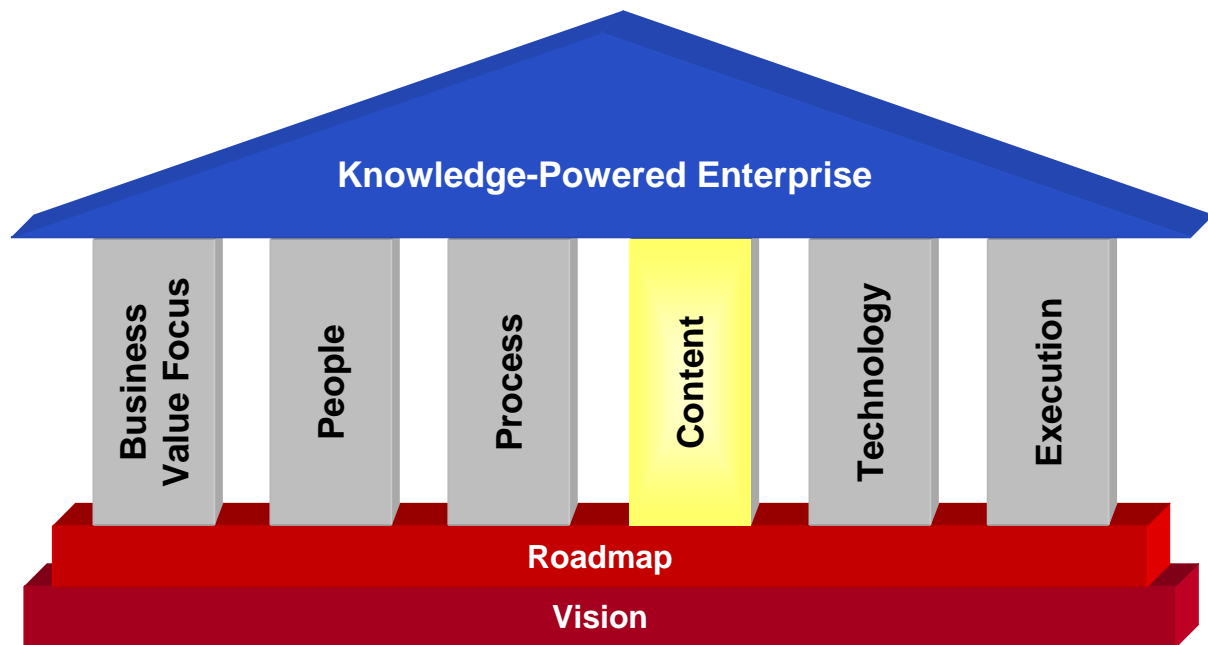 Knowledge-Powered Enterprise
Business
Value Focus
People
Process
Content
Technology
Execution
Roadmap
Vision